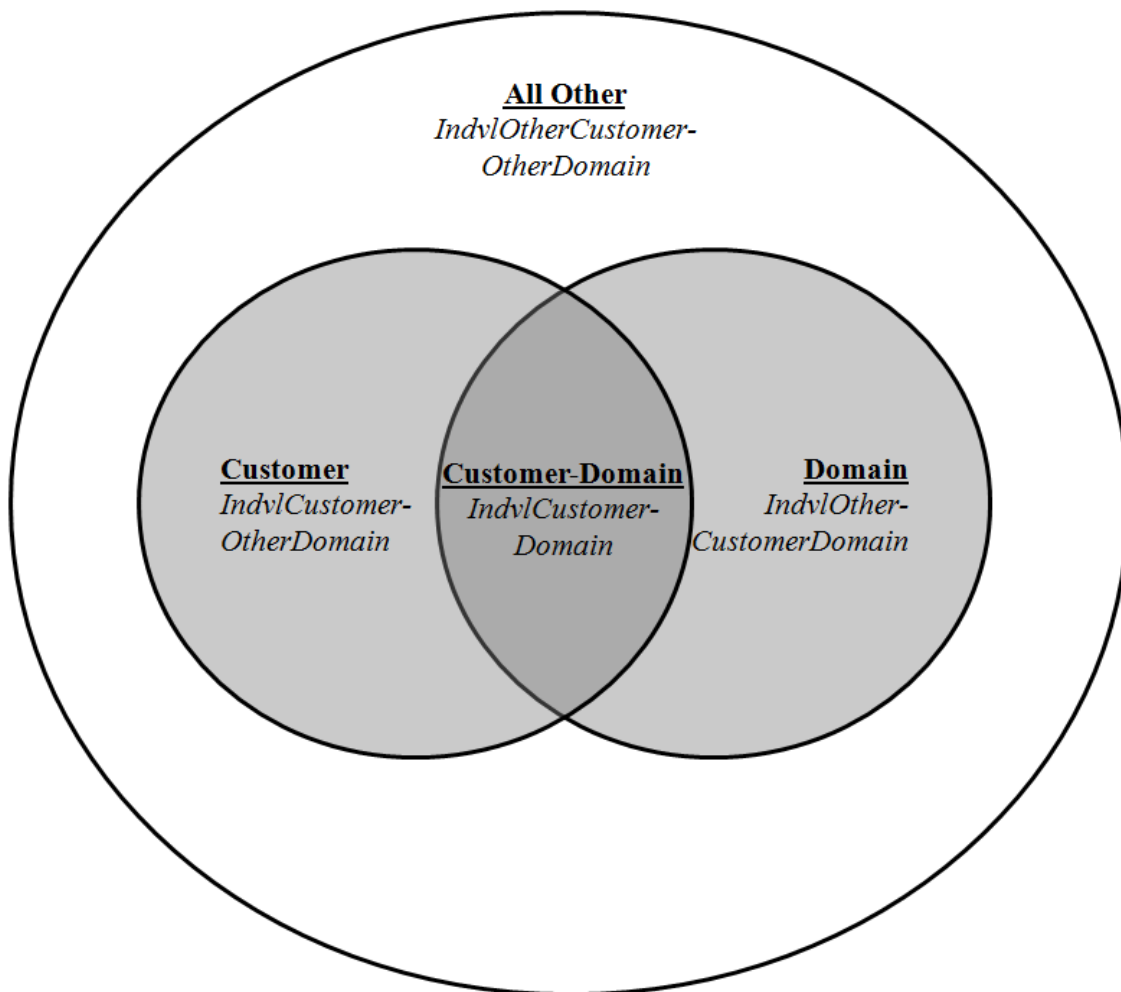 All Other
IndvlOtherCustomer-
OtherDomain
Customer
IndvlCustomer-
OtherDomain
Customer-Domain
IndvlCustomer-
Domain
Domain
IndvlOther-
CustomerDomain